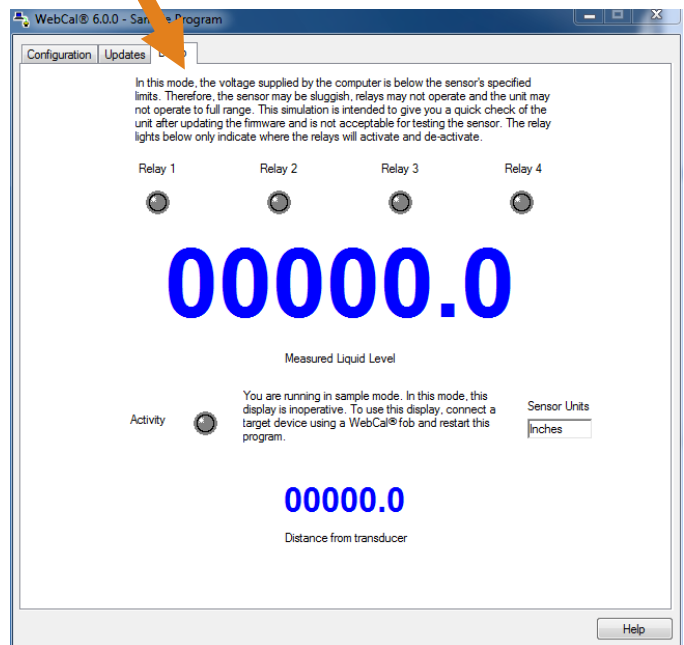 WebCal® 6.0.0 - Sample Program
Configuration Updates
In this mode, the voltage supplied by the computer is below the sensor's specified
limits. Therefore, the sensor may be sluggish, relays may not operate and the unit may
not operate to full range. This simulation is intended to give you a quick check of the
unit after updating the firmware and is not acceptable for testing the sensor. The relay
lights below only indicate where the relays will activate and de-activate.
Relay 1 Relay 2 Relay 3 Relay 4
00000.0
Measured Liquid Level
You are running in sample mode. In this mode, this
display is inoperative. To use this display, connect a
target device using a WebCal® fob and restart this
program.
Activity
Sensor Units
Inches
00000.0
Distance from transducer
Help